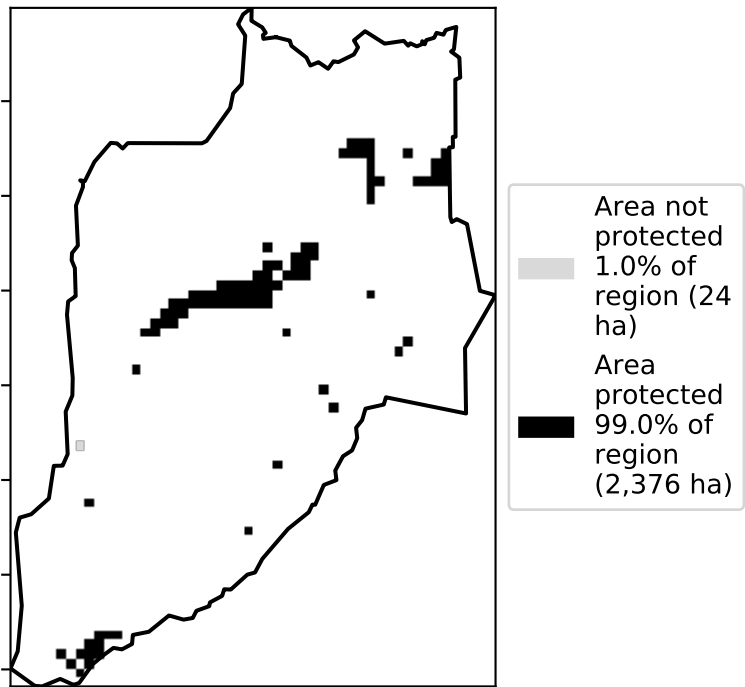 Area not
protected
1.0% of
region (24
ha)
Area
protected
99.0% of
region
(2,376 ha)